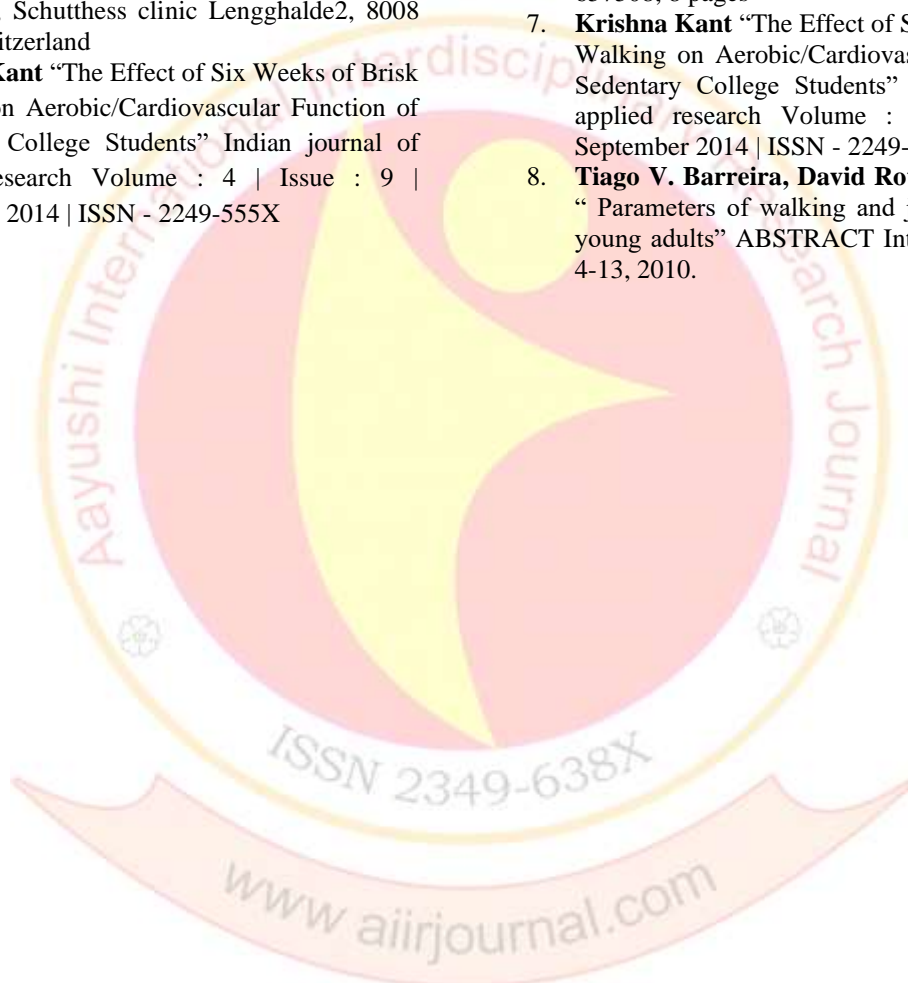 Schutthess clinic Lengghalde2, 8008
itzerland
Kant “The Effect of Six Weeks of Brisk
on Aerobic/Cardiovascular Function of
College Students” Indian journal of
esearch Volume : 4 | Issue : 9 |
2014 | ISSN - 2249-555X
7. Krishna Kant “The Effect of S
Walking on Aerobic/Cardiovas
Sedentary College Students”
applied research Volume :
September 2014 | ISSN - 2249-
8. Tiago V. Barreira, David Ro
“ Parameters of walking and j
young adults” ABSTRACT Int
4-13, 2010.
Aayushi International Interdisciplinary Research Journal
ISSN 2349-638X
www aiirjournal.com